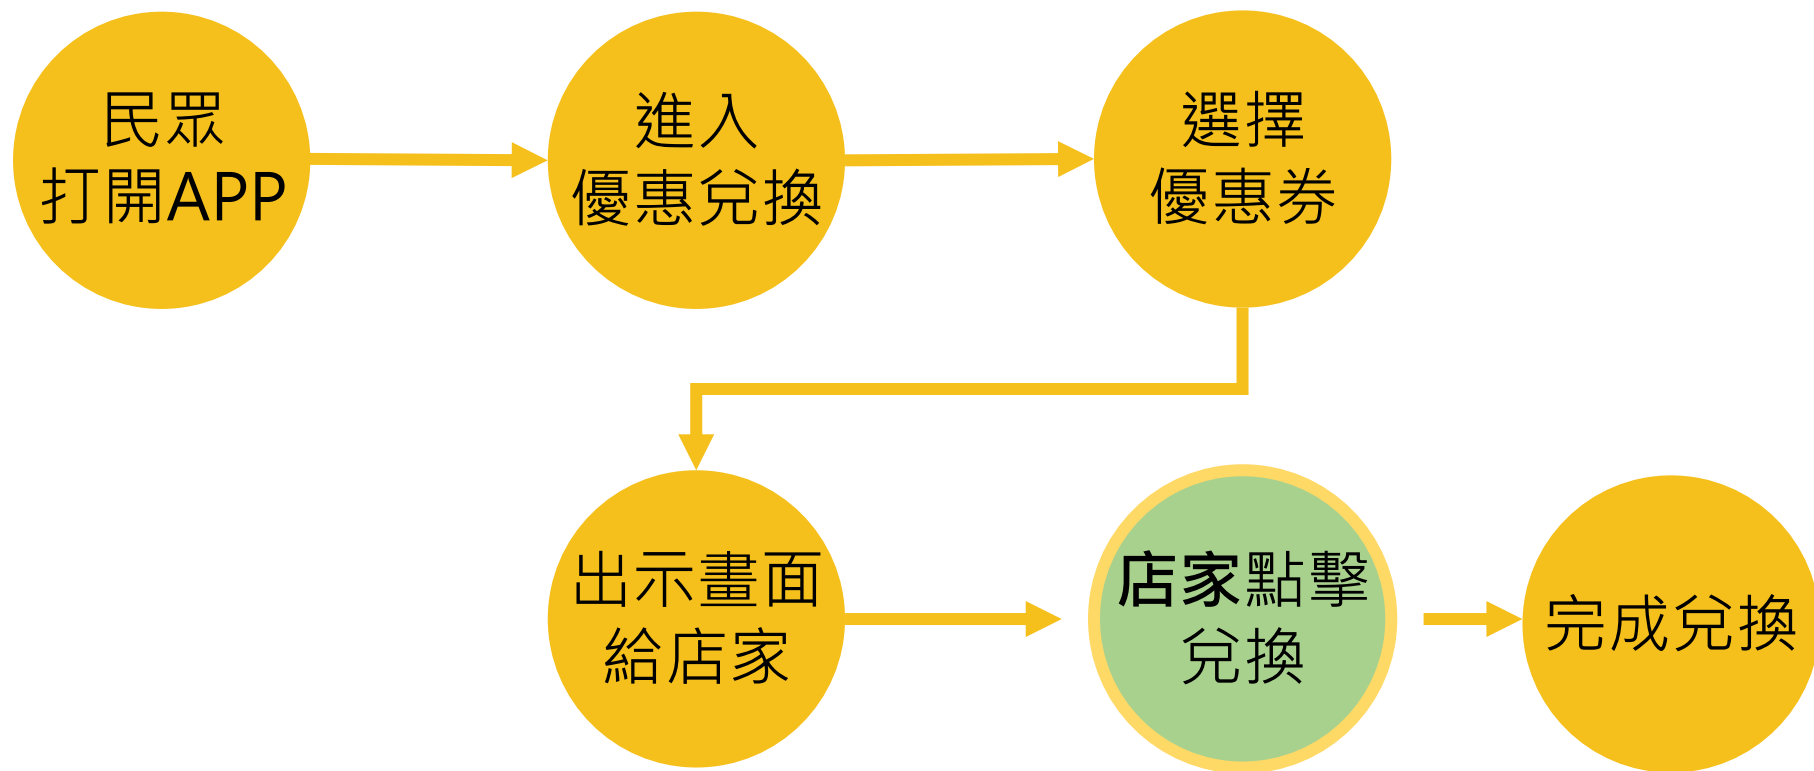 民眾
打開APP
進入
優惠兌換
選擇
優惠券
出示畫面
給店家
店家點擊
兌換
完成兌換